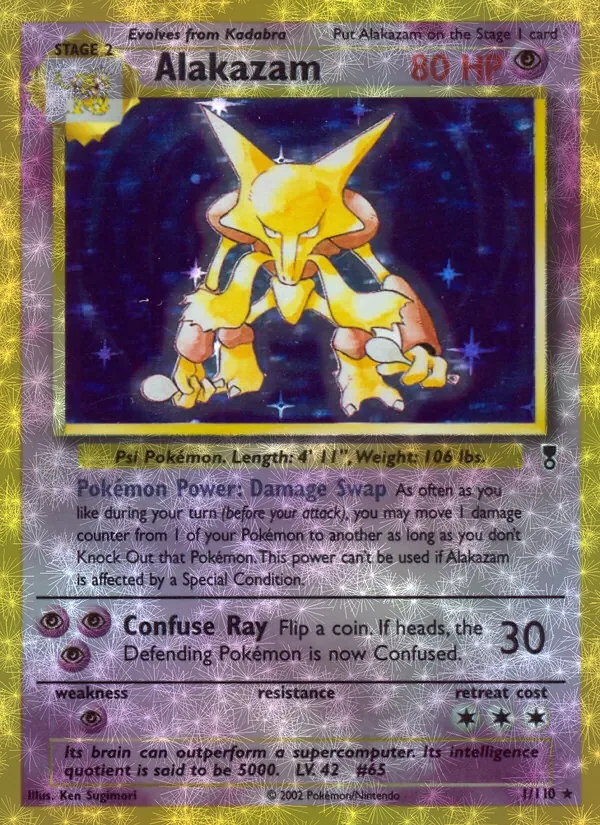 Evolves from Kadabra
Put Alakazam on the Stage 1 card
STAGE 2
Alakazam
80 HP
Psi Pokémon. Length: 4' 11", Weight: 106 lbs.
Pokémon Power: Damage Swap As often as you
like during your turn (before your attack), you may move 1 damage
counter from 1 of your Pokémon to another as long as you don't
Knock Out that Pokémon. This power can't be used if Alakazam
is affected by a Special Condition.
Confuse Ray Flip a coin. If heads, the
Defending Pokémon is now Confused.
30
weakness
resistance
retreat cost
Its brain can outperform a supercomputer. Its intelligence
quotient is said to be 5000. LV. 42 #65
Illus. Ken Sugimori
© 2002 Pokémon/Nintendo
1/110 ★